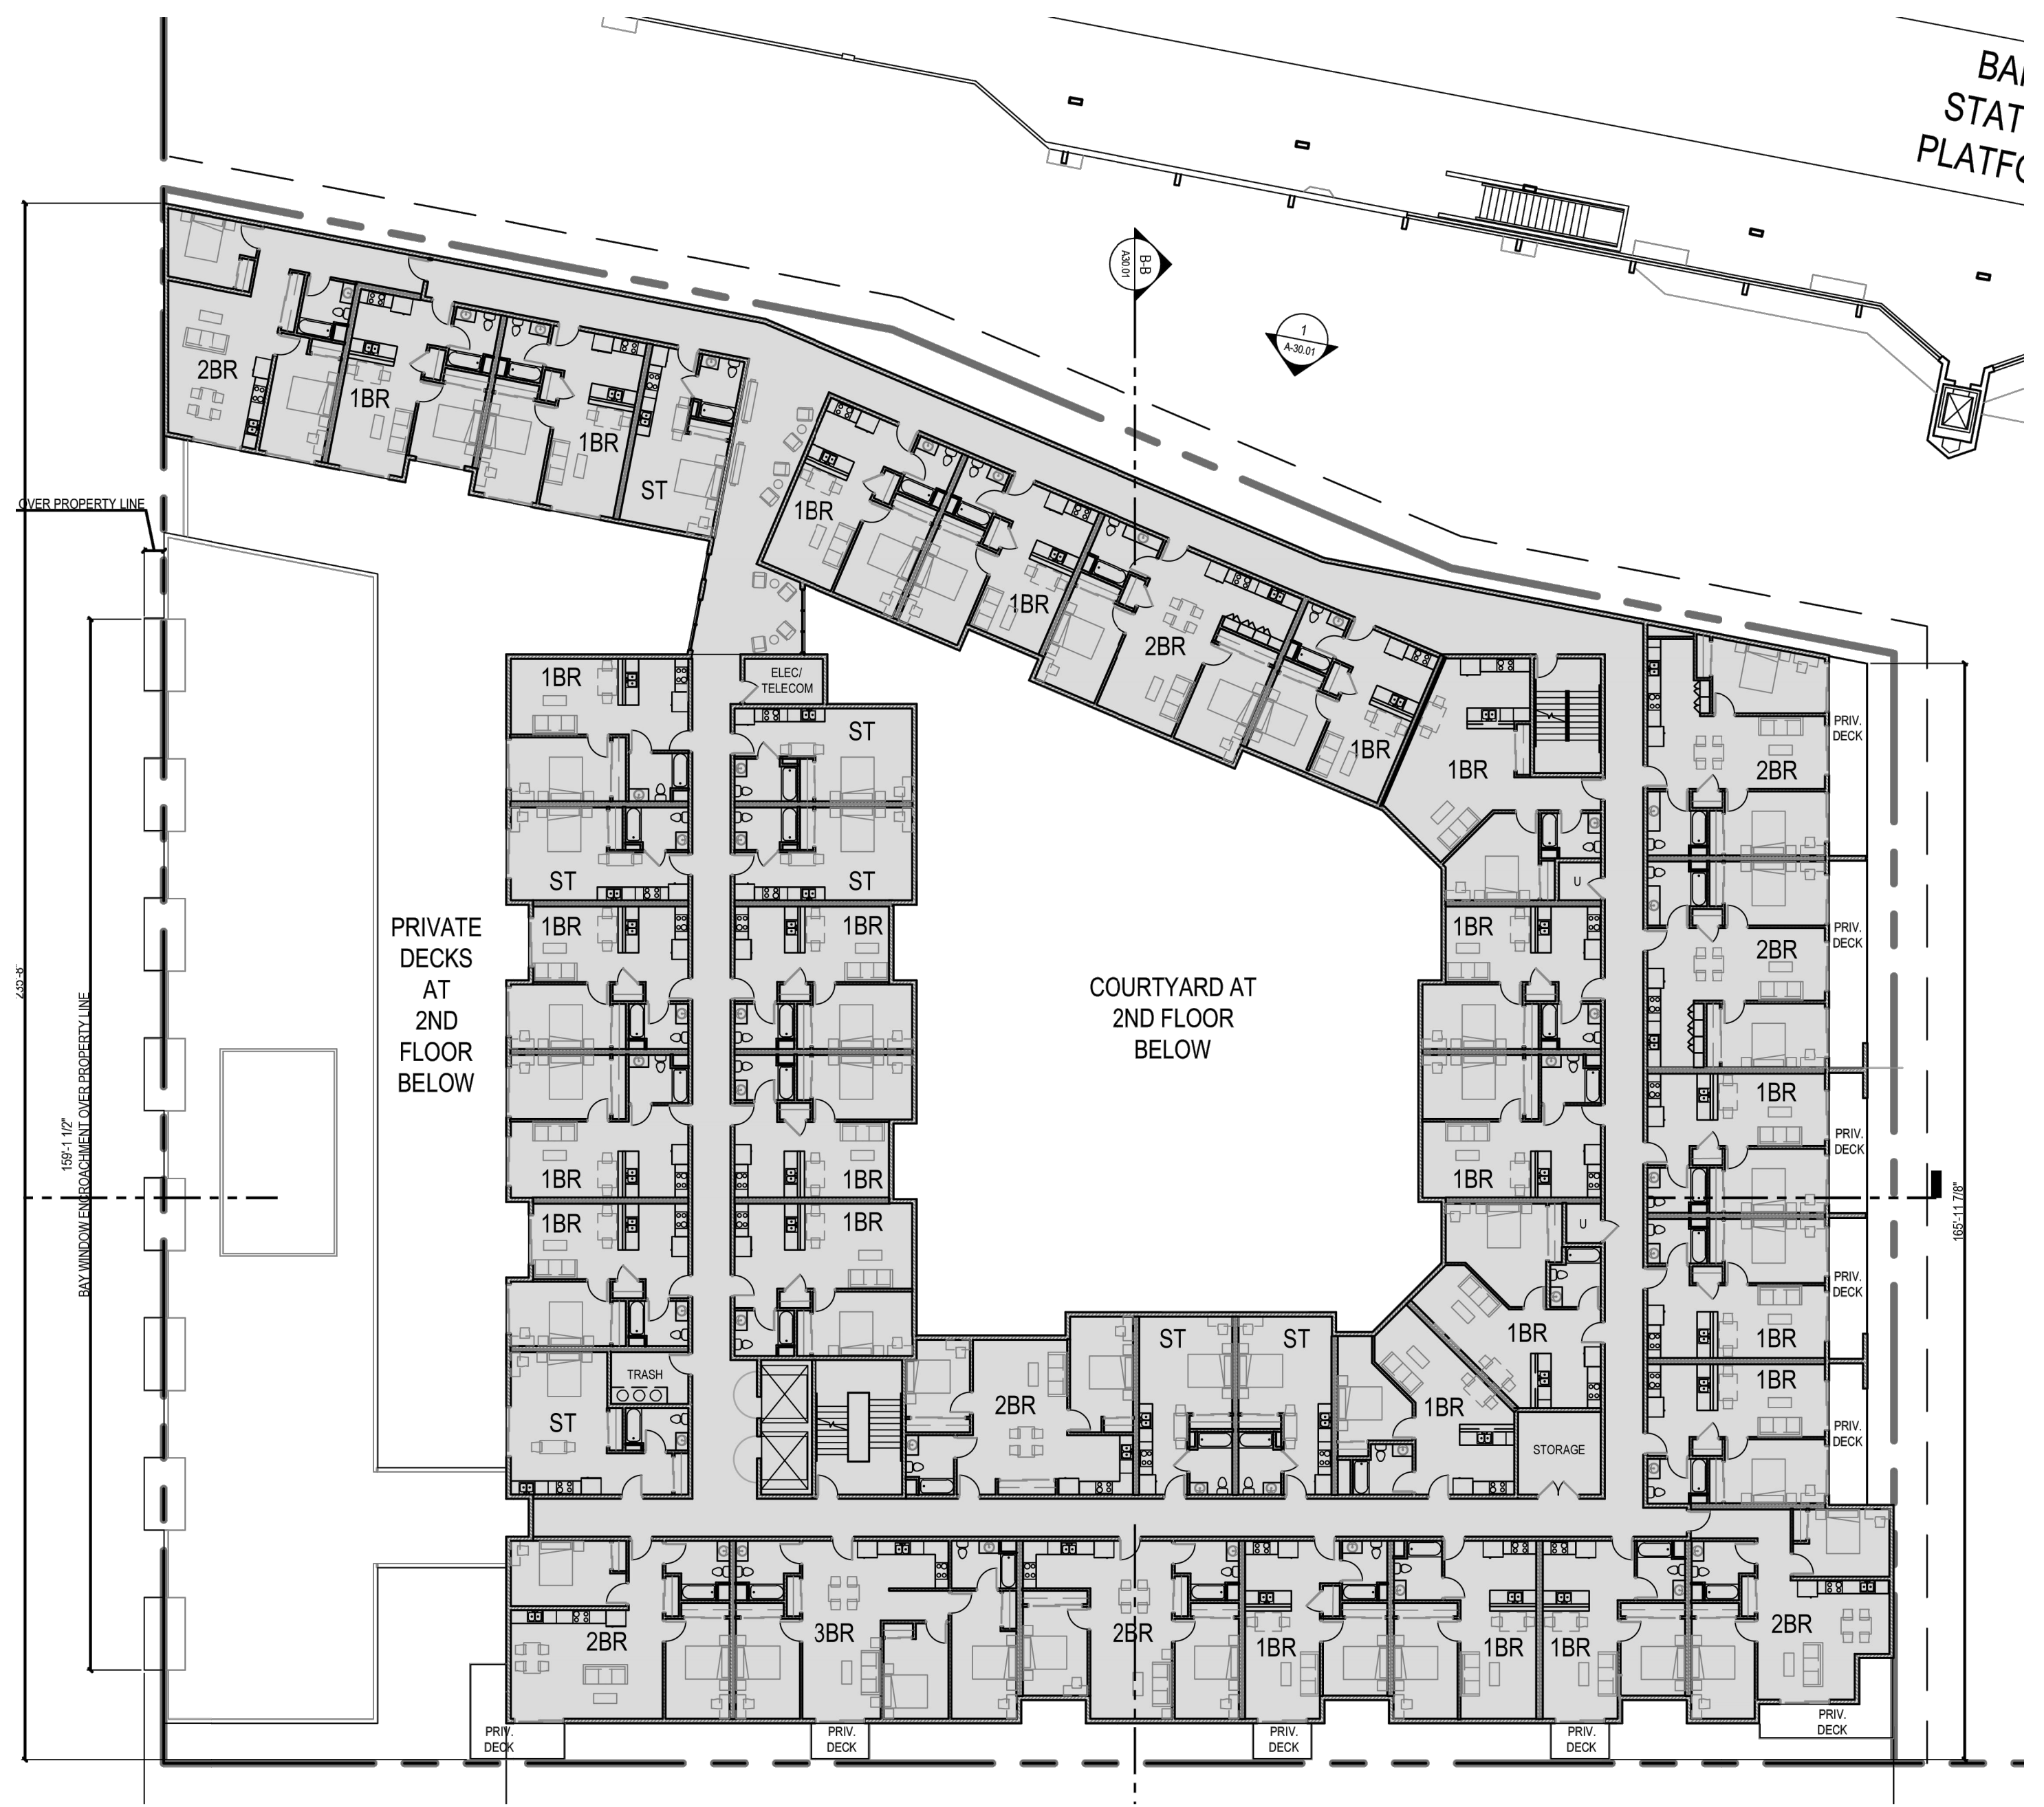 BA
STAT
PLATFO
B-B
A30.01
1
A-30.01
2BR
1BR
1BR
ST
OVER PROPERTY LINE
1BR
1BR
2BR
1BR
1BR
ELEC/
TELECOM
1BR
ST
ST
ST
1BR
1BR
1BR
1BR
1BR
1BR
TRASH
ST
PRIVATE
DECKS
AT
2ND
FLOOR
BELOW
COURTYARD AT
2ND FLOOR
BELOW
235'-8"
159'-1 1/2"
BAY WINDOW ENCROACHMENT OVER PROPERTY LINE
U
1BR
1BR
U
1BR
1BR
STORAGE
2BR
ST
ST
2BR
PRIV.
DECK
2BR
PRIV.
DECK
1BR
PRIV.
DECK
1BR
PRIV.
DECK
1BR
PRIV.
DECK
165'-11 7/8"
2BR
3BR
2BR
1BR
1BR
1BR
2BR
PRIV.
DECK
PRIV.
DECK
PRIV.
DECK
PRIV.
DECK
PRIV.
DECK